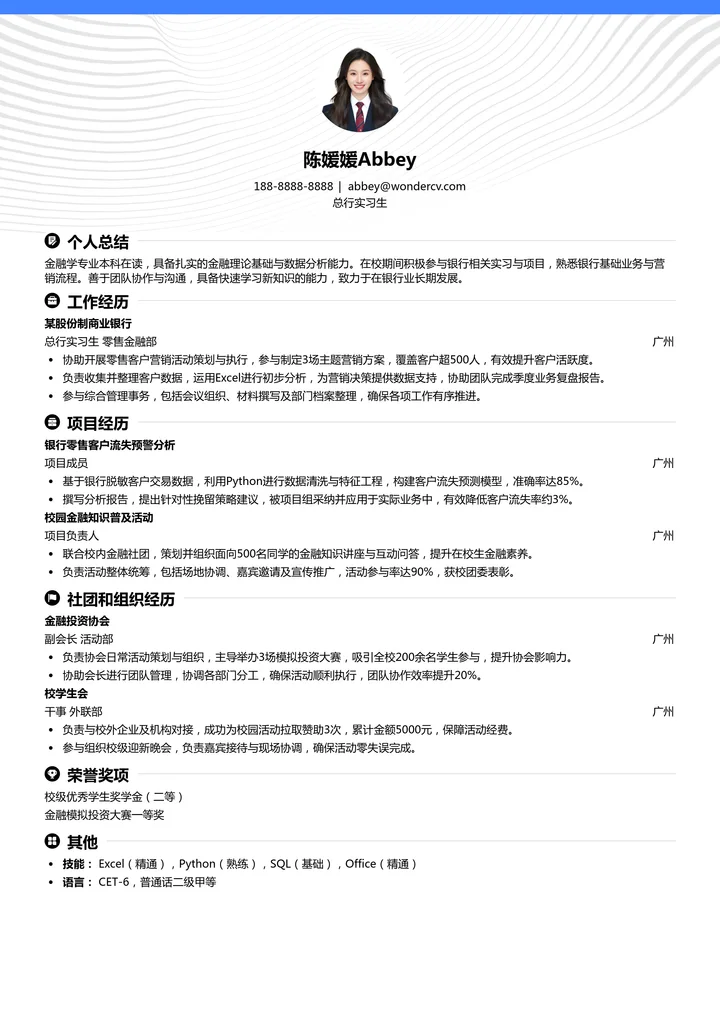 陈媛媛Abbey
188-8888-8888 | abbey@wondercv.com
总行实习生
个人总结
金融学专业本科在读，具备扎实的金融理论基础与数据分析能力。在校期间积极参与银行相关实习与项目，熟悉银行基础业务与营
销流程。善于团队协作与沟通，具备快速学习新知识的能力，致力于在银行业长期发展。
工作经历
某股份制商业银行
总行实习生 零售金融部 广州
• 协助开展零售客户营销活动策划与执行，参与制定3场主题营销方案，覆盖客户超500人，有效提升客户活跃度。
• 负责收集并整理客户数据，运用Excel进行初步分析，为营销决策提供数据支持，协助团队完成季度业务复盘报告。
• 参与综合管理事务，包括会议组织、材料撰写及部门档案整理，确保各项工作有序推进。
项目经历
银行零售客户流失预警分析
项目成员 广州
• 基于银行脱敏客户交易数据，利用Python进行数据清洗与特征工程，构建客户流失预测模型，准确率达85%。
• 撰写分析报告，提出针对性挽留策略建议，被项目组采纳并应用于实际业务中，有效降低客户流失率约3%。
校园金融知识普及活动
项目负责人 广州
• 联合校内金融社团，策划并组织面向500名同学的金融知识讲座与互动问答，提升在校生金融素养。
• 负责活动整体统筹，包括场地协调、嘉宾邀请及宣传推广，活动参与率达90%，获校团委表彰。
社团和组织经历
金融投资协会
副会长 活动部 广州
• 负责协会日常活动策划与组织，主导举办3场模拟投资大赛，吸引全校200余名学生参与，提升协会影响力。
• 协助会长进行团队管理，协调各部门分工，确保活动顺利执行，团队协作效率提升20%。
校学生会
干事 外联部 广州
• 负责与校外企业及机构对接，成功为校园活动拉取赞助3次，累计金额5000元，保障活动经费。
• 参与组织校级迎新晚会，负责嘉宾接待与现场协调，确保活动零失误完成。
荣誉奖项
校级优秀学生奖学金（二等）
金融模拟投资大赛一等奖
其他
• 技能： Excel（精通），Python（熟练），SQL（基础），Office（精通）
• 语言： CET-6，普通话二级甲等